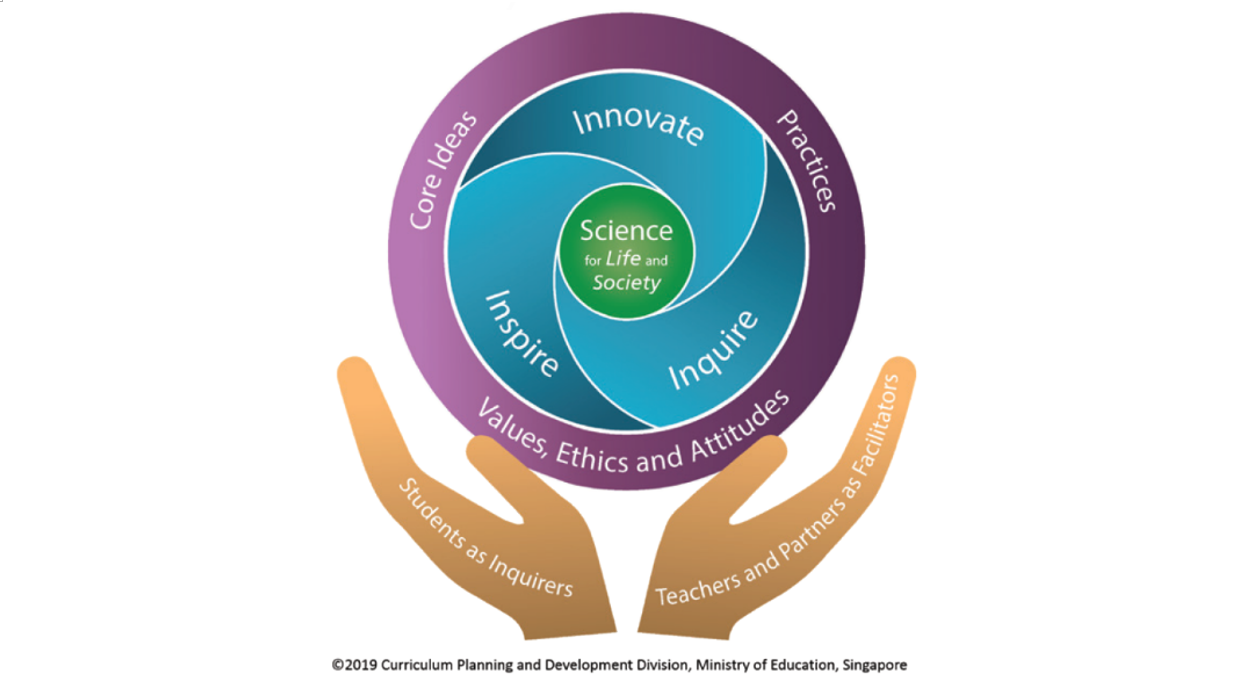 Core Ideas
Practices
Values, Ethics and Attitudes
Innovate
Inspire
Inquire
Science
for Life and
Society
Students as Inquirers
Teachers and Partners as Facilitators
©2019 Curriculum Planning and Development Division, Ministry of Education, Singapore